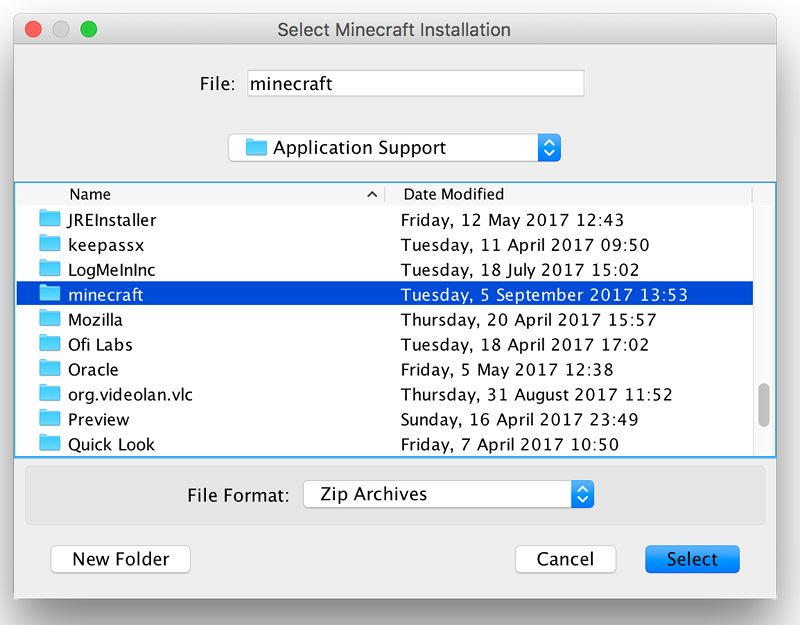 Select Minecraft Installation
File: minecraft
Application Support
Name Date Modified
JREInstaller Friday, 12 May 2017 12:43
keepassx Tuesday, 11 April 2017 09:50
LogMeInInc Tuesday, 18 July 2017 15:02
minecraft Tuesday, 5 September 2017 13:53
Mozilla Thursday, 20 April 2017 15:57
Ofi Labs Tuesday, 18 April 2017 17:02
Oracle Friday, 5 May 2017 12:38
org.videolan.vlc Thursday, 31 August 2017 11:52
Preview Sunday, 16 April 2017 23:49
Quick Look Friday, 7 April 2017 10:50
File Format: Zip Archives
New Folder Cancel Select